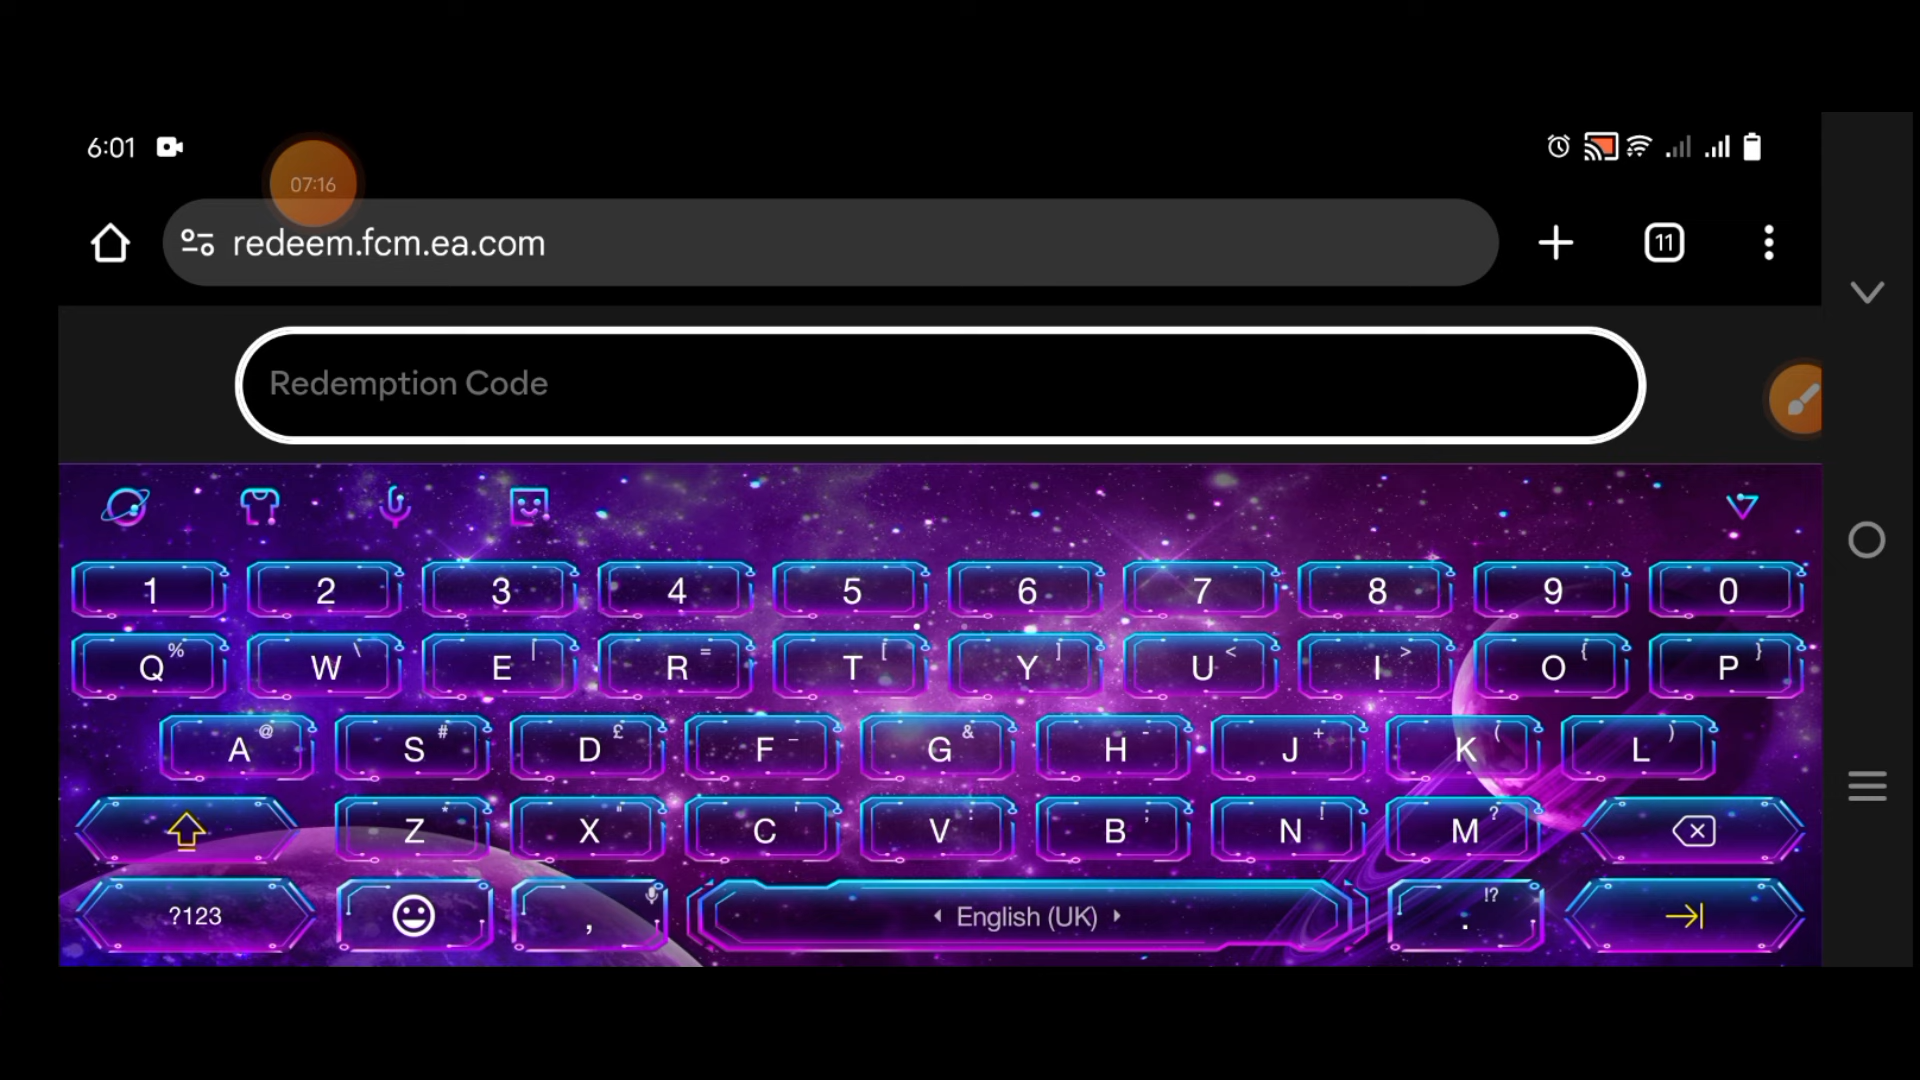 6:01
07:16
redeem.fcm.ea.com
11
Redemption Code
1 2 3 4 5 6 7 8 9 0
Q % W \ E | R = T [ Y ] U < I > O { P }
A @ S # D £ F _ G & H - J + K ( L )
Z * X " C ' V : B ; N ! M ?
?123 , English (UK) . !?